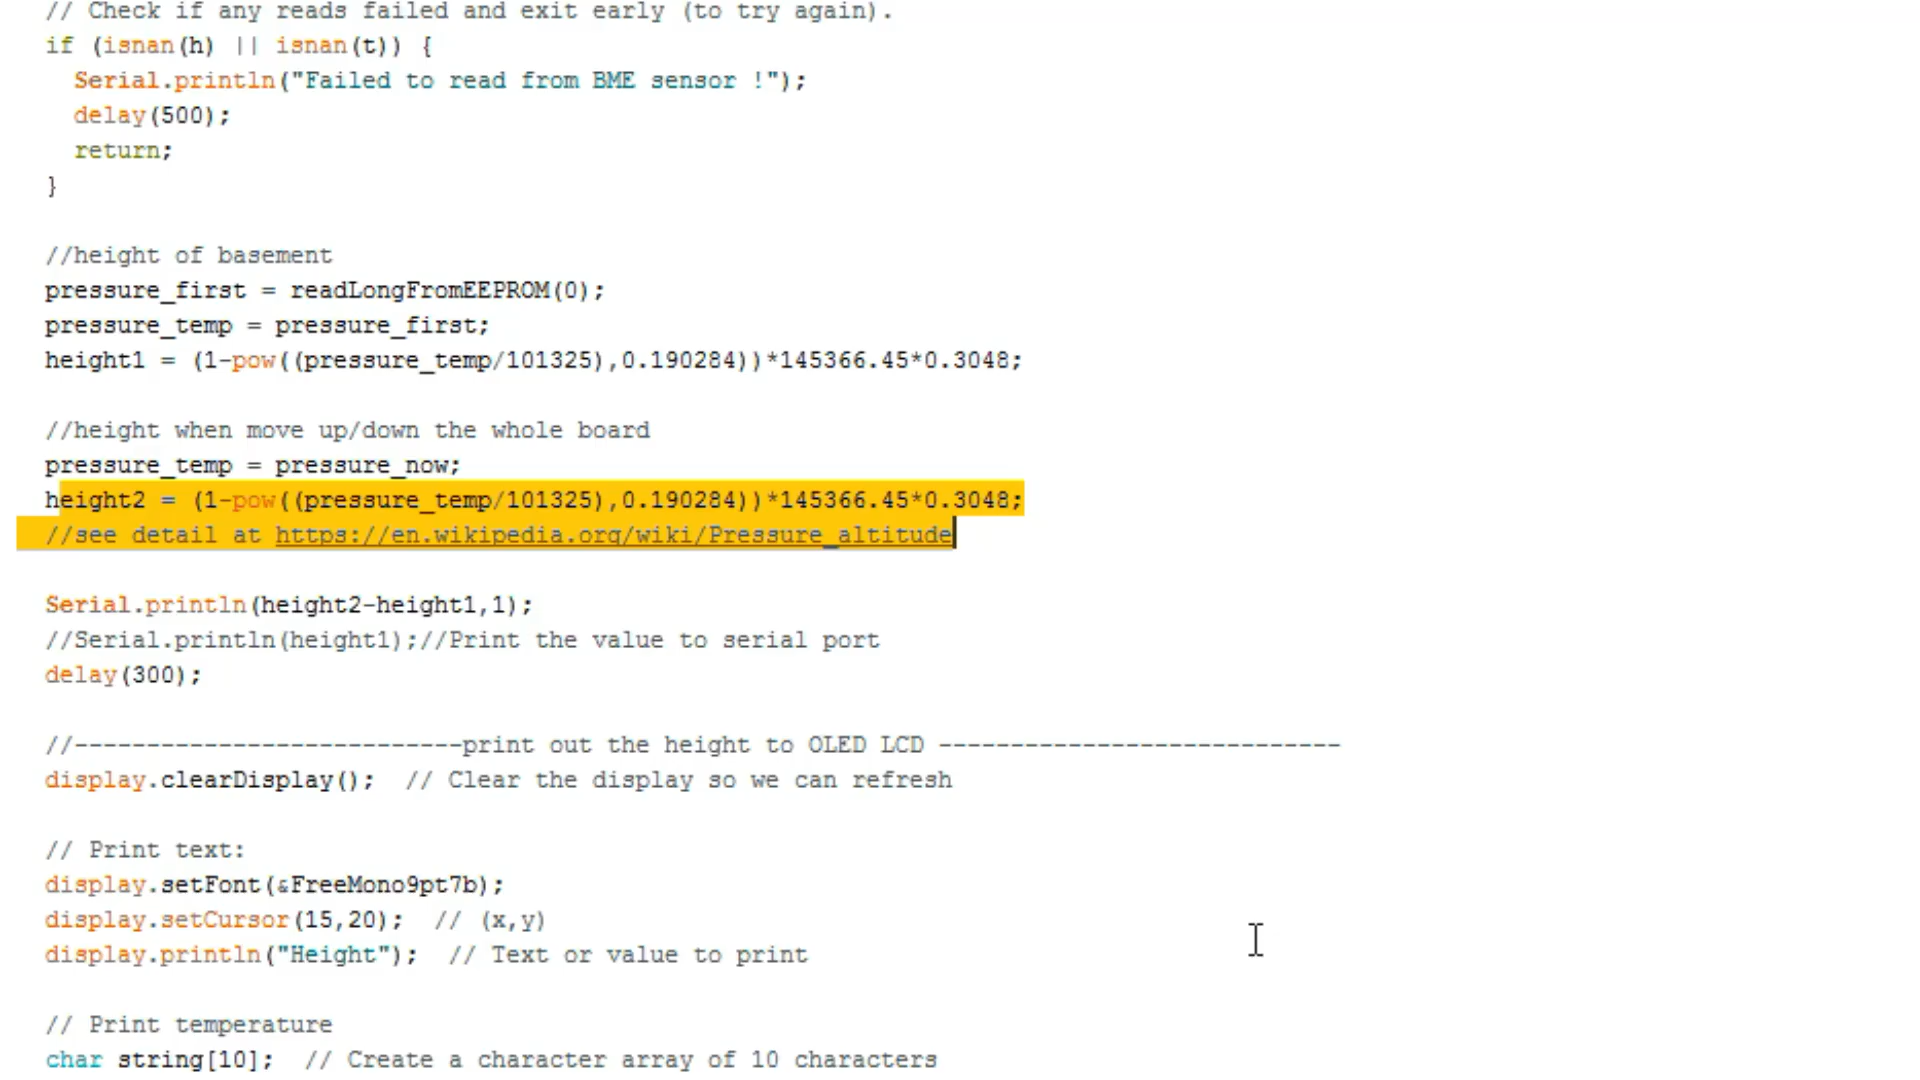 // Check if any reads failed and exit early (to try again).
if (isnan(h) || isnan(t)) {
Serial.println("Failed to read from BME sensor !");
delay(500);
return;
}
//height of basement
pressure_first = readLongFromEEPROM(0);
pressure_temp = pressure_first;
height1 = (1-pow((pressure_temp/101325),0.190284))*145366.45*0.3048;
//height when move up/down the whole board
pressure_temp = pressure_now;
height2 = (1-pow((pressure_temp/101325),0.190284))*145366.45*0.3048;
//see detail at https://en.wikipedia.org/wiki/Pressure_altitude
Serial.println(height2-height1,1);
//Serial.println(height1);//Print the value to serial port
delay(300);
//---------------------------print out the height to OLED LCD ----------------------------
display.clearDisplay();  // Clear the display so we can refresh
// Print text:
display.setFont(&FreeMono9pt7b);
display.setCursor(15,20);  // (x,y)
display.println("Height");  // Text or value to print
// Print temperature
char string[10];  // Create a character array of 10 characters